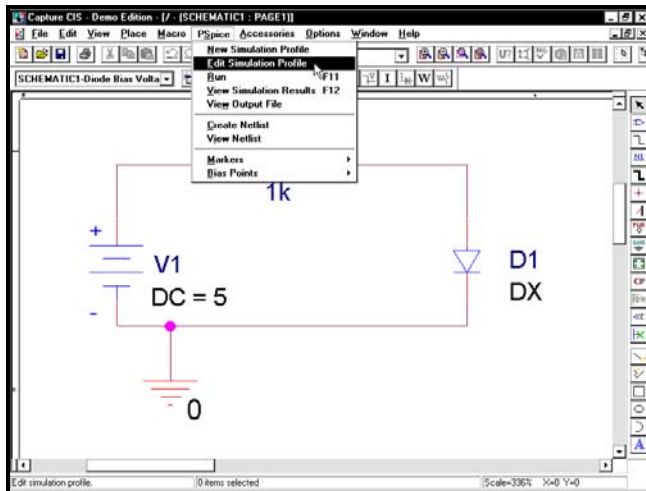 Capture CIS - Demo Edition - [/ - (SCHEMATIC1 : PAGE1)]
File Edit View Place Macro PSpice Accessories Options Window Help
New Simulation Profile
Edit Simulation Profile
Run F11
View Simulation Results F12
View Output File
Create Netlist
View Netlist
Markers
Bias Points
SCHEMATIC1-Diode Bias Volta
I W
1k
+
V1
DC = 5
-
D1
DX
0
A
Edit simulation profile. 0 items selected Scale=336% X=0 Y=0